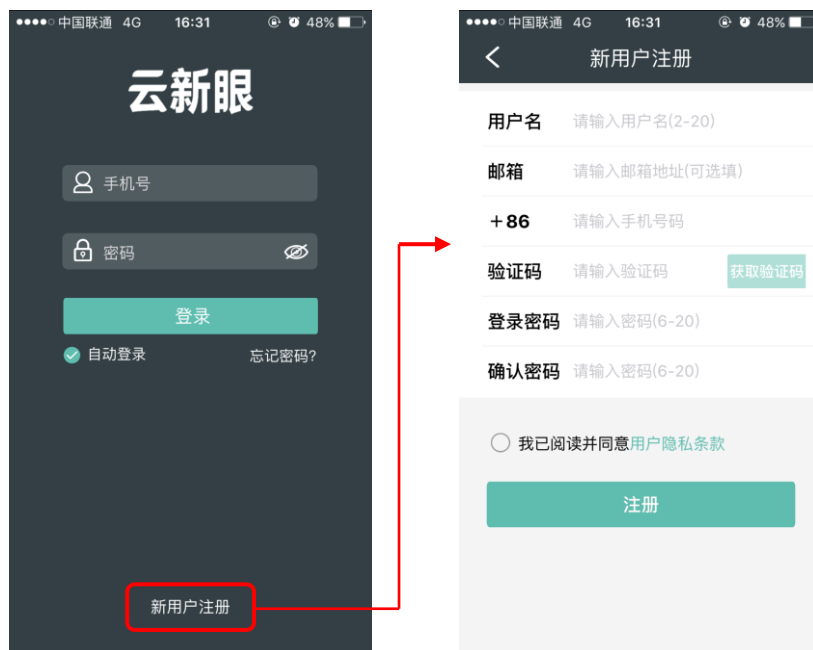 中国联通 4G 16:31 48%
云新眼
手机号
密码
登录
自动登录 忘记密码?
新用户注册
中国联通 4G 16:31 48%
新用户注册
用户名 请输入用户名(2-20)
邮箱 请输入邮箱地址(可选填)
+86 请输入手机号码
验证码 请输入验证码 获取验证码
登录密码 请输入密码(6-20)
确认密码 请输入密码(6-20)
我已阅读并同意用户隐私条款
注册